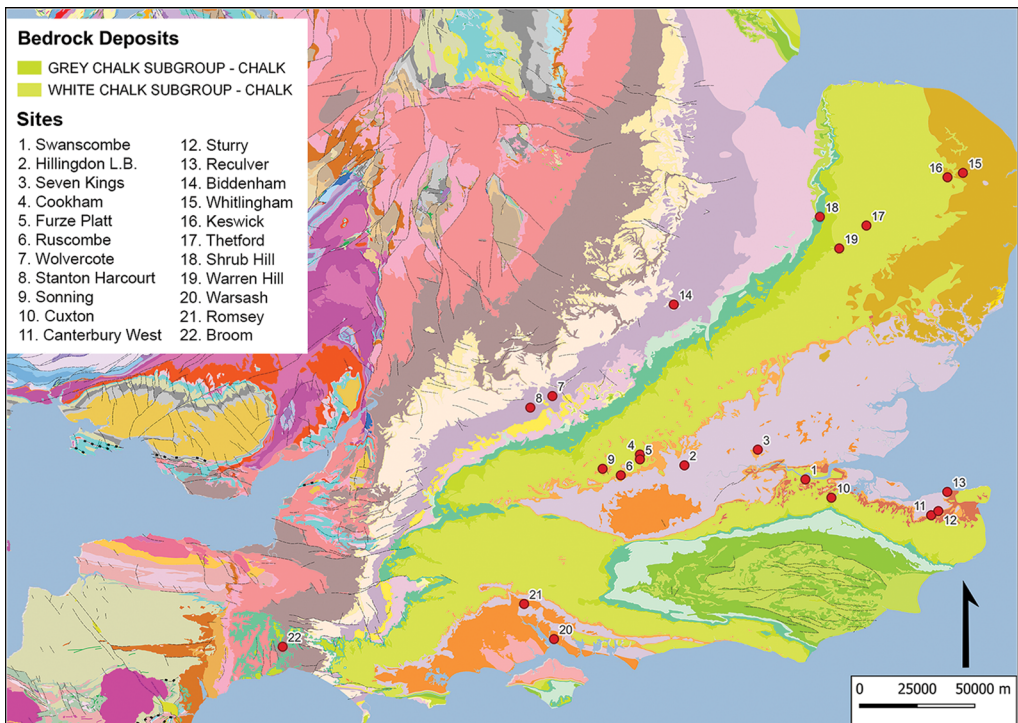 Bedrock Deposits
GREY CHALK SUBGROUP - CHALK
WHITE CHALK SUBGROUP - CHALK
Sites
1. Swanscombe
2. Hillingdon L.B.
3. Seven Kings
4. Cookham
5. Furze Platt
6. Ruscombe
7. Wolvercote
8. Stanton Harcourt
9. Sonning
10. Cuxton
11. Canterbury West
12. Sturry
13. Reculver
14. Biddenham
15. Whitlingham
16. Keswick
17. Thetford
18. Shrub Hill
19. Warren Hill
20. Warsash
21. Romsey
22. Broom
16
15
18
17
19
14
7
8
4
5
3
9
6
2
1
10
13
11
12
21
20
22
0 25000 50000 m